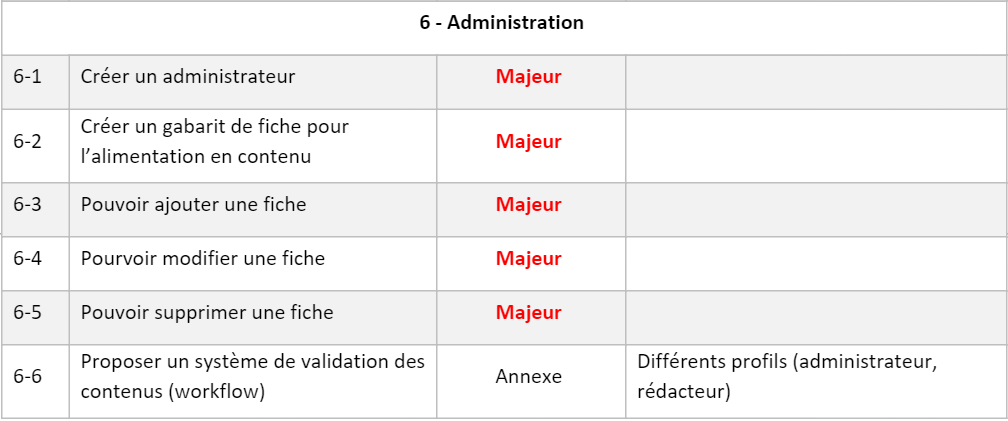 6 - Administration
6-1 Créer un administrateur Majeur
6-2 Créer un gabarit de fiche pour
l’alimentation en contenu Majeur
6-3 Pouvoir ajouter une fiche Majeur
6-4 Pourvoir modifier une fiche Majeur
6-5 Pouvoir supprimer une fiche Majeur
6-6 Proposer un système de validation des
contenus (workflow) Annexe Différents profils (administrateur,
rédacteur)